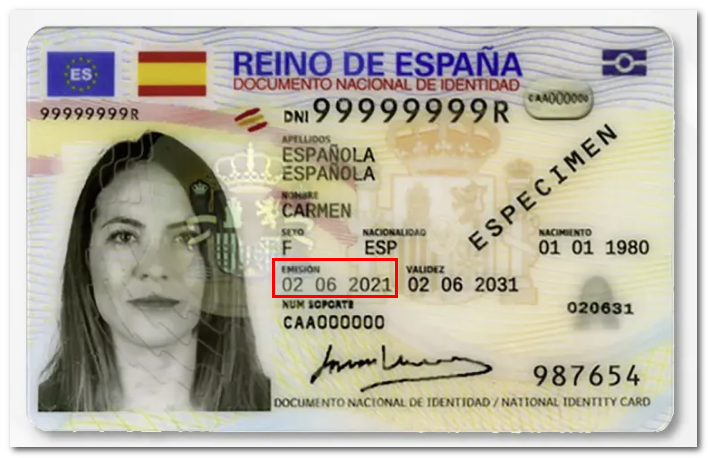 ES
REINO DE ESPAÑA
DOCUMENTO NACIONAL DE IDENTIDAD
99999999R
DNI 99999999R
CAA000000
APELLIDOS
ESPAÑOLA
ESPAÑOLA
NOMBRE
CARMEN
ESPECIMEN
SEXO NACIONALIDAD NACIMIENTO
F ESP 01 01 1980
EMISIÓN VALIDEZ
02 06 2021 02 06 2031
NUM SOPORTE
CAA000000
020631
987654
DOCUMENTO NACIONAL DE IDENTIDAD / NATIONAL IDENTITY CARD